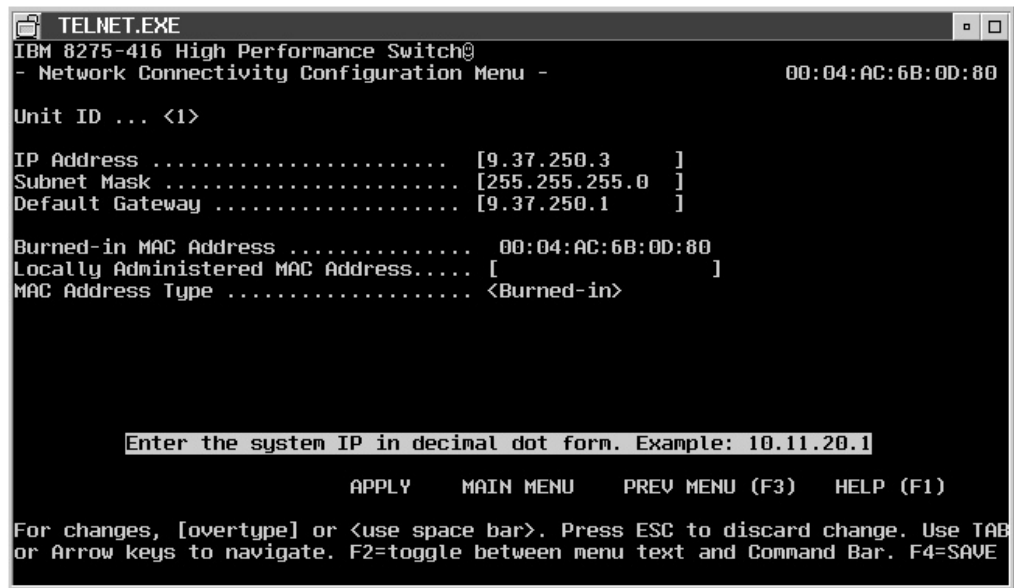 TELNET.EXE
IBM 8275-416 High Performance Switch
- Network Connectivity Configuration Menu - 00:04:AC:6B:0D:80
Unit ID ... <1>
IP Address ........................ [9.37.250.3 ]
Subnet Mask ........................ [255.255.255.0 ]
Default Gateway .................... [9.37.250.1 ]
Burned-in MAC Address ............... 00:04:AC:6B:0D:80
Locally Administered MAC Address..... [ ]
MAC Address Type .................... <Burned-in>
Enter the system IP in decimal dot form. Example: 10.11.20.1
APPLY MAIN MENU PREV MENU (F3) HELP (F1)
For changes, [overtype] or <use space bar>. Press ESC to discard change. Use TAB
or Arrow keys to navigate. F2=toggle between menu text and Command Bar. F4=SAVE